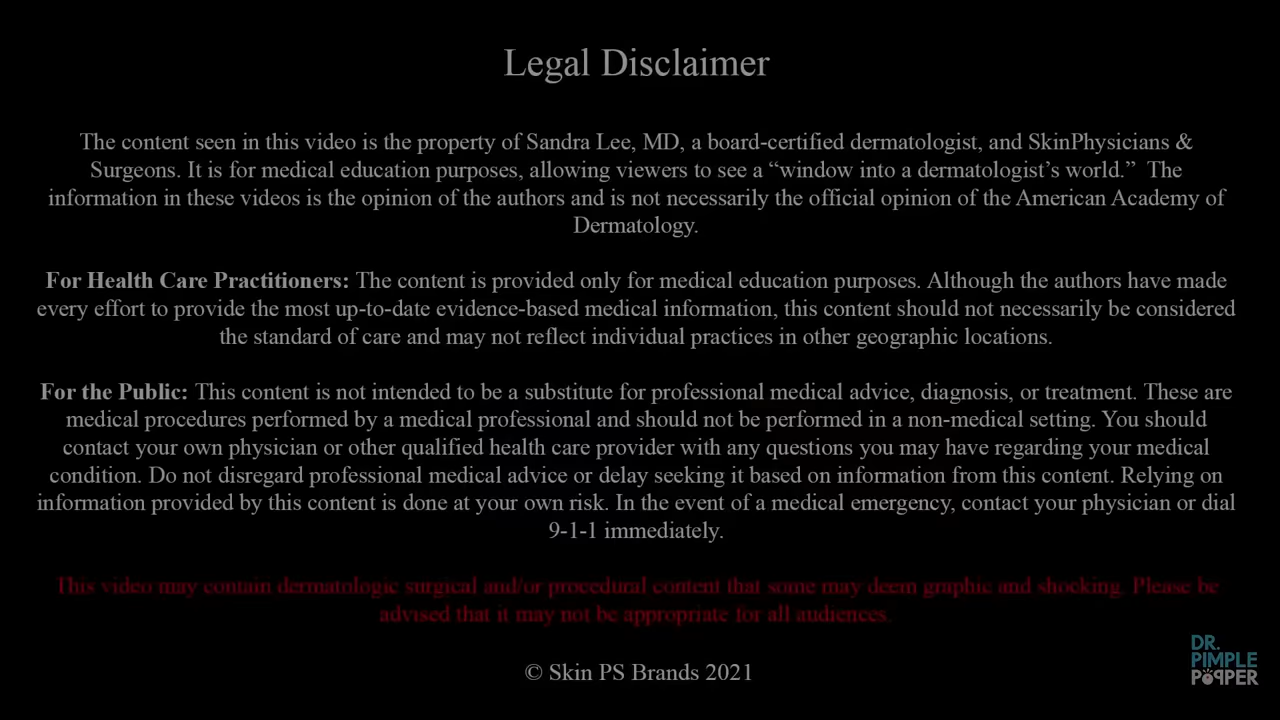 Legal Disclaimer
The content seen in this video is the property of Sandra Lee, MD, a board-certified dermatologist, and SkinPhysicians &
Surgeons. It is for medical education purposes, allowing viewers to see a “window into a dermatologist’s world.”  The
information in these videos is the opinion of the authors and is not necessarily the official opinion of the American Academy of
Dermatology.
For Health Care Practitioners: The content is provided only for medical education purposes. Although the authors have made
every effort to provide the most up-to-date evidence-based medical information, this content should not necessarily be considered
the standard of care and may not reflect individual practices in other geographic locations.
For the Public: This content is not intended to be a substitute for professional medical advice, diagnosis, or treatment. These are
medical procedures performed by a medical professional and should not be performed in a non-medical setting. You should
contact your own physician or other qualified health care provider with any questions you may have regarding your medical
condition. Do not disregard professional medical advice or delay seeking it based on information from this content. Relying on
information provided by this content is done at your own risk. In the event of a medical emergency, contact your physician or dial
9-1-1 immediately.
This video may contain dermatologic surgical and/or procedural content that some may deem graphic and shocking. Please be
advised that it may not be appropriate for all audiences.
© Skin PS Brands 2021
DR.
PIMPLE
POPPER